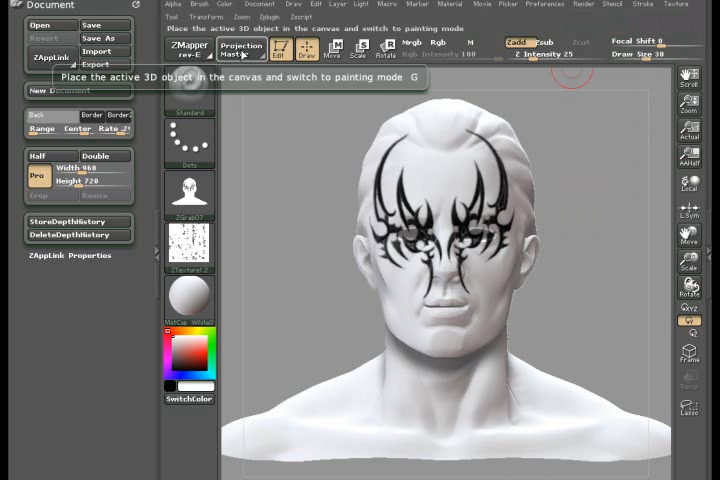 Document
Alpha Brush Color Document Draw Edit Layer Light Macro Marker Material Movie Picker Preferences Render Stencil Stroke Texture
Tool Transform Zoom Zplugin Zscript
Place the active 3D object in the canvas and switch to painting mode
Open Save
Revert Save As
ZAppLink Import
Export
ZMapper
rev-E
Projection
Master
Edit Draw Move Scale Rotate
Mrgb Rgb M
Rgb Intensity 100
Zadd Zsub Zcut
Z Intensity 25
Focal Shift 0
Draw Size 30
Place the active 3D object in the canvas and switch to painting mode G
New Document
Back Border Border2
Range Center Rate
Half Double
Pro
Width 960
Height 720
Crop Resize
StoreDepthHistory
DeleteDepthHistory
ZAppLink Properties
Standard
Dots
ZGrab07
MatCap
SwitchColor
Scroll
Zoom
Actual
AAHalf
Local
L.Sym
Move
Scale
Rotate
XYZ
Y
Z
Frame
Transp
Lasso